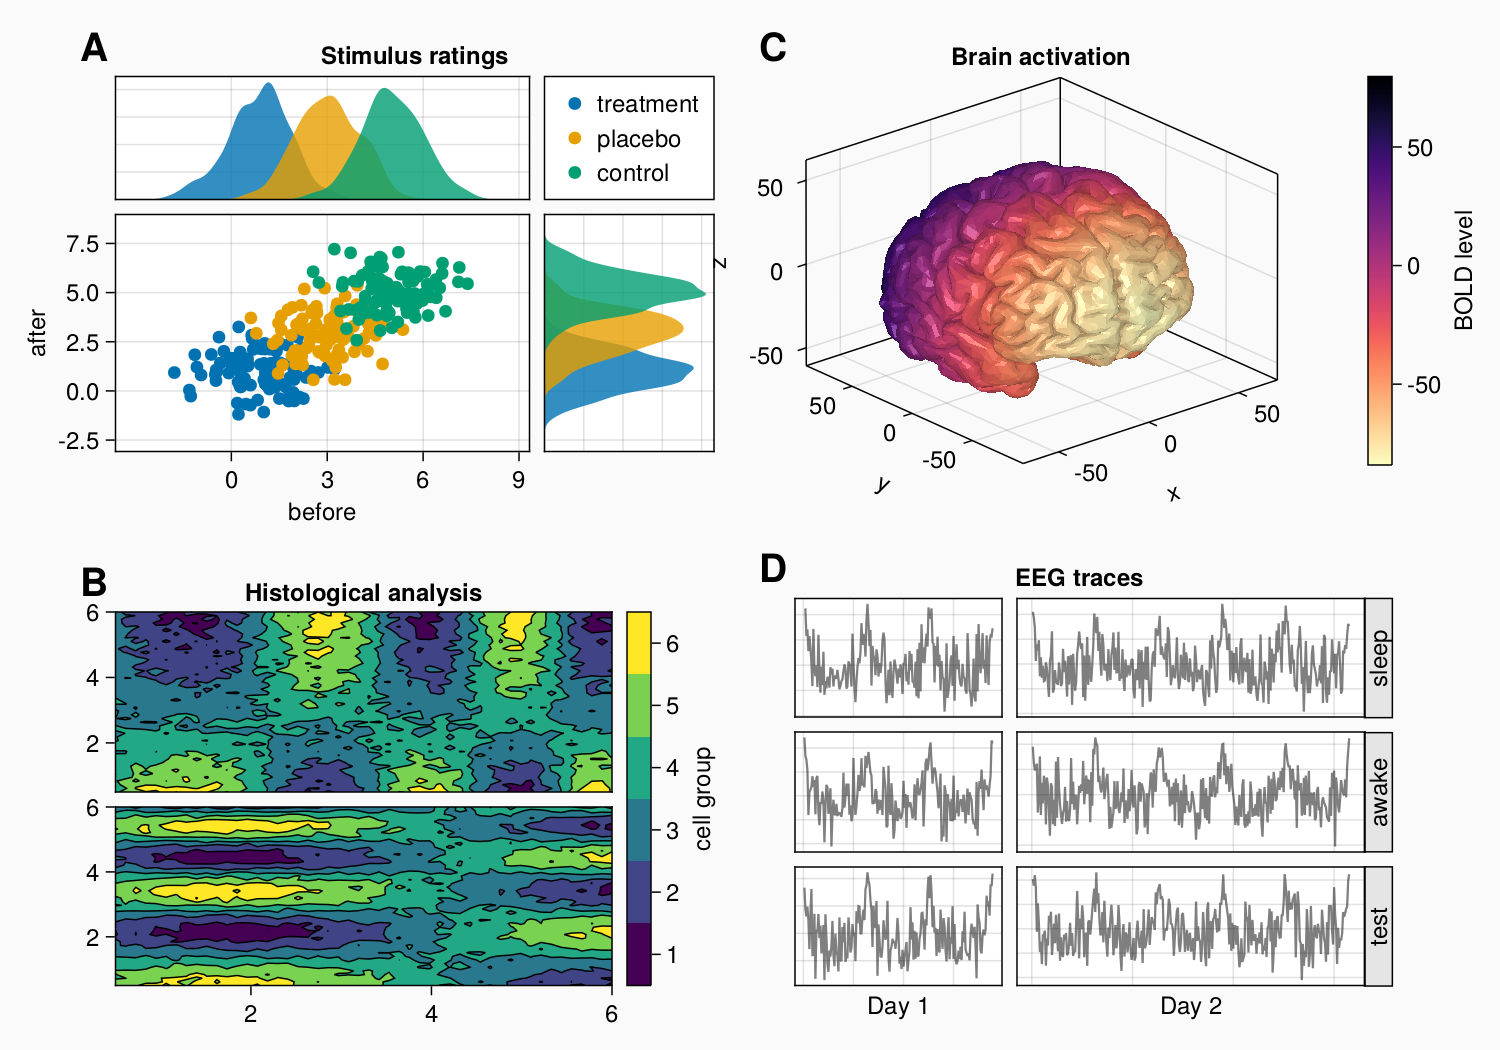 A
Stimulus ratings
treatment
placebo
control
7.5
5.0
2.5
0.0
-2.5
after
0 3 6 9
before
C
Brain activation
50
0
-50
z
50
0
-50
y
-50
0
50
x
50
0
-50
BOLD level
B
Histological analysis
6
4
2
6
4
2
2 4 6
6
5
4
3
2
1
cell group
D
EEG traces
sleep
awake
test
Day 1 Day 2